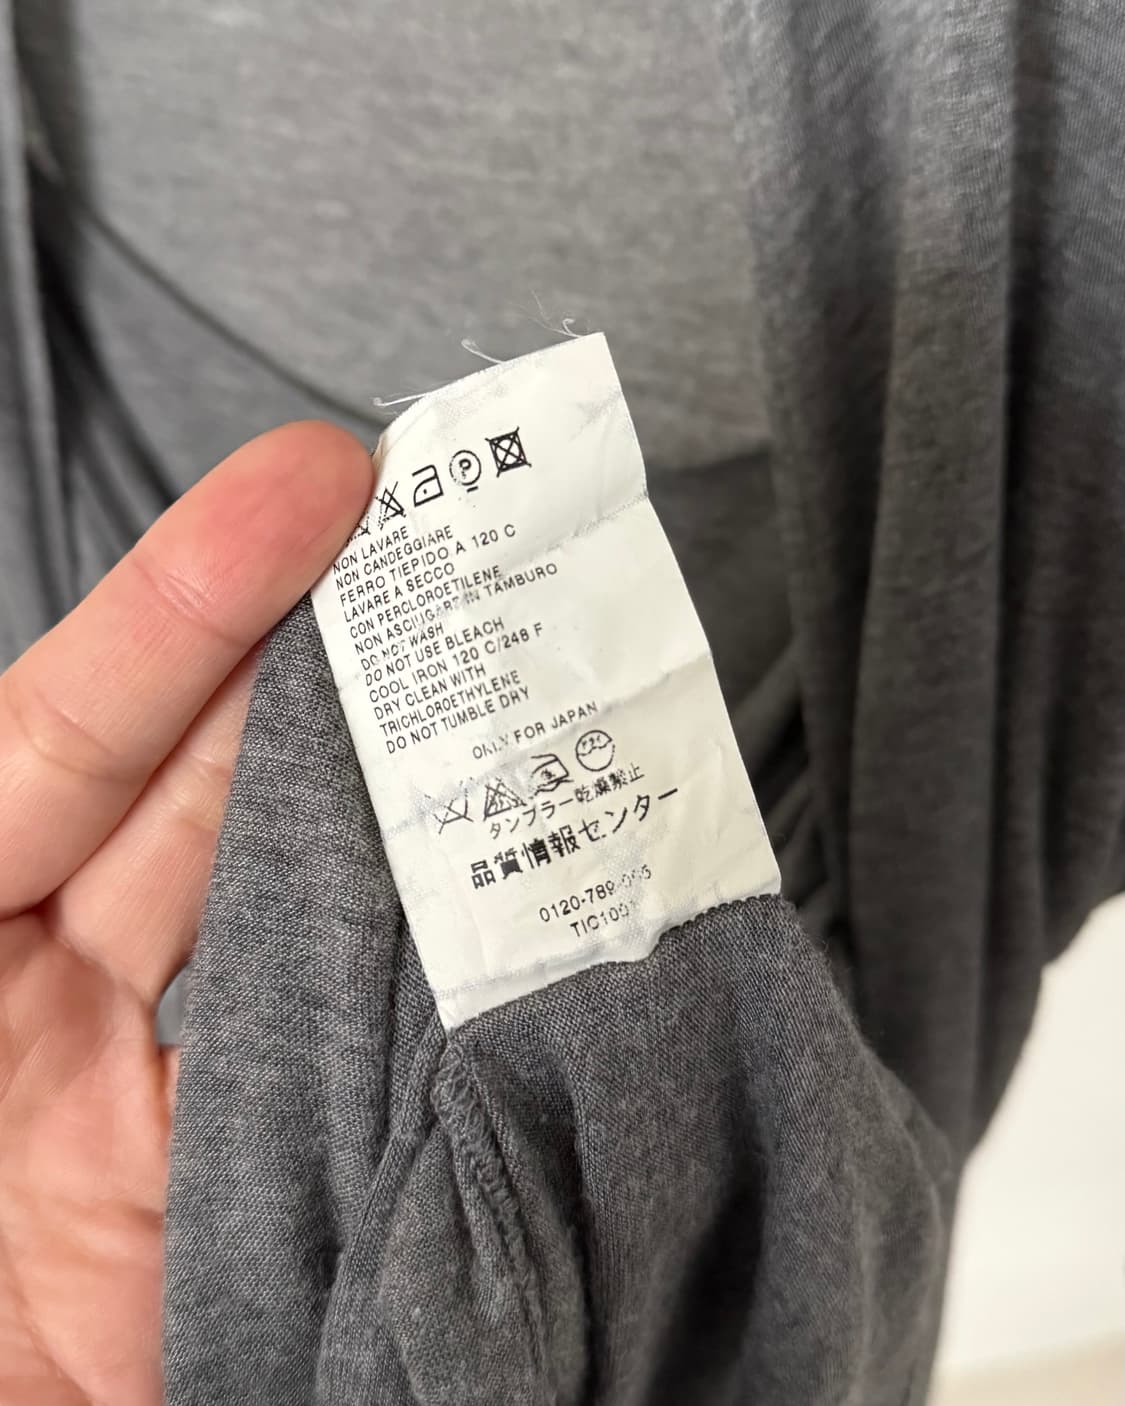 NON LAVARE
NON CANDEGGIARE
FERRO TIEPIDO A 120 C
LAVARE A SECCO
CON PERCLOROETILENE
NON ASCIUGARE IN TAMBURO
DO NOT WASH
DO NOT USE BLEACH
COOL IRON 120 C/248 F
DRY CLEAN WITH
TRICHLOROETHYLENE
DO NOT TUMBLE DRY
ONLY FOR JAPAN
タンブラー乾燥禁止
品質情報センター